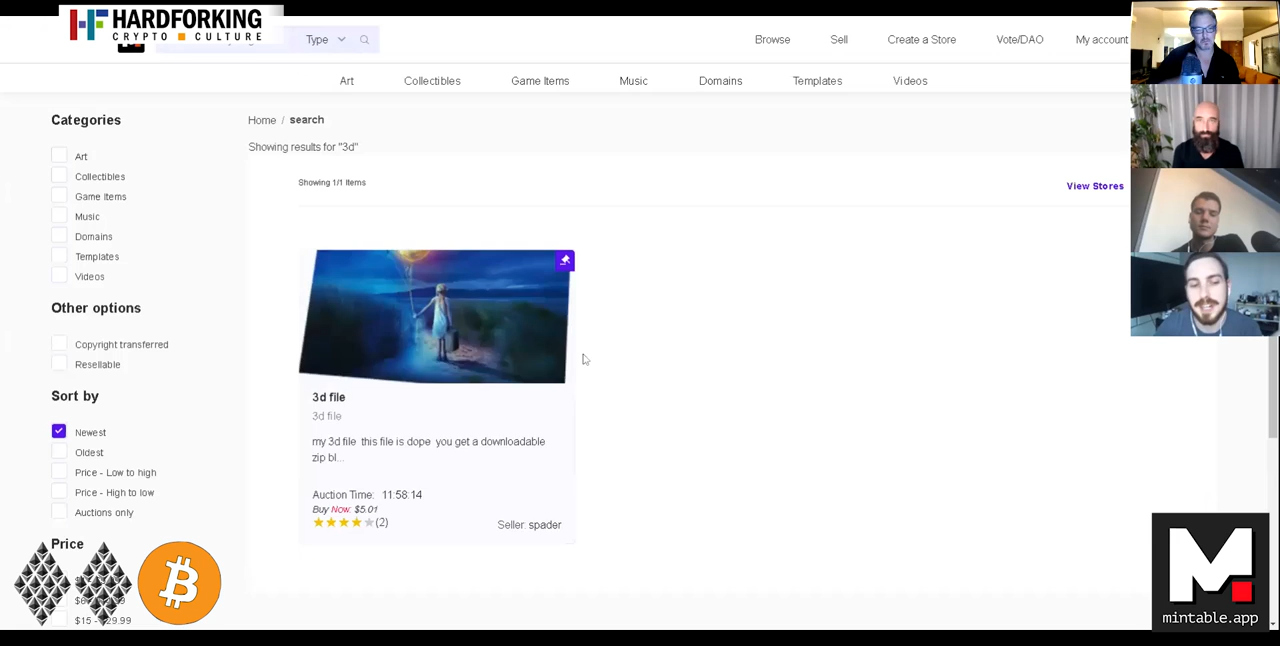 HARDFORKING
CRYPTO CULTURE
Type
Browse
Sell
Create a Store
Vote/DAO
My account
Art
Collectibles
Game Items
Music
Domains
Templates
Videos
Categories
Art
Collectibles
Game Items
Music
Domains
Templates
Videos
Other options
Copyright transferred
Resellable
Sort by
Newest
Oldest
Price - Low to high
Price - High to low
Auctions only
Price
$15 - $29.99
Home / search
Showing results for "3d"
Showing 1/1 Items
View Stores
3d file
3d file
my 3d file this file is dope you get a downloadable
zip bl...
Auction Time: 11:58:14
Buy Now: $5.01
(2)
Seller: spader
mintable.app